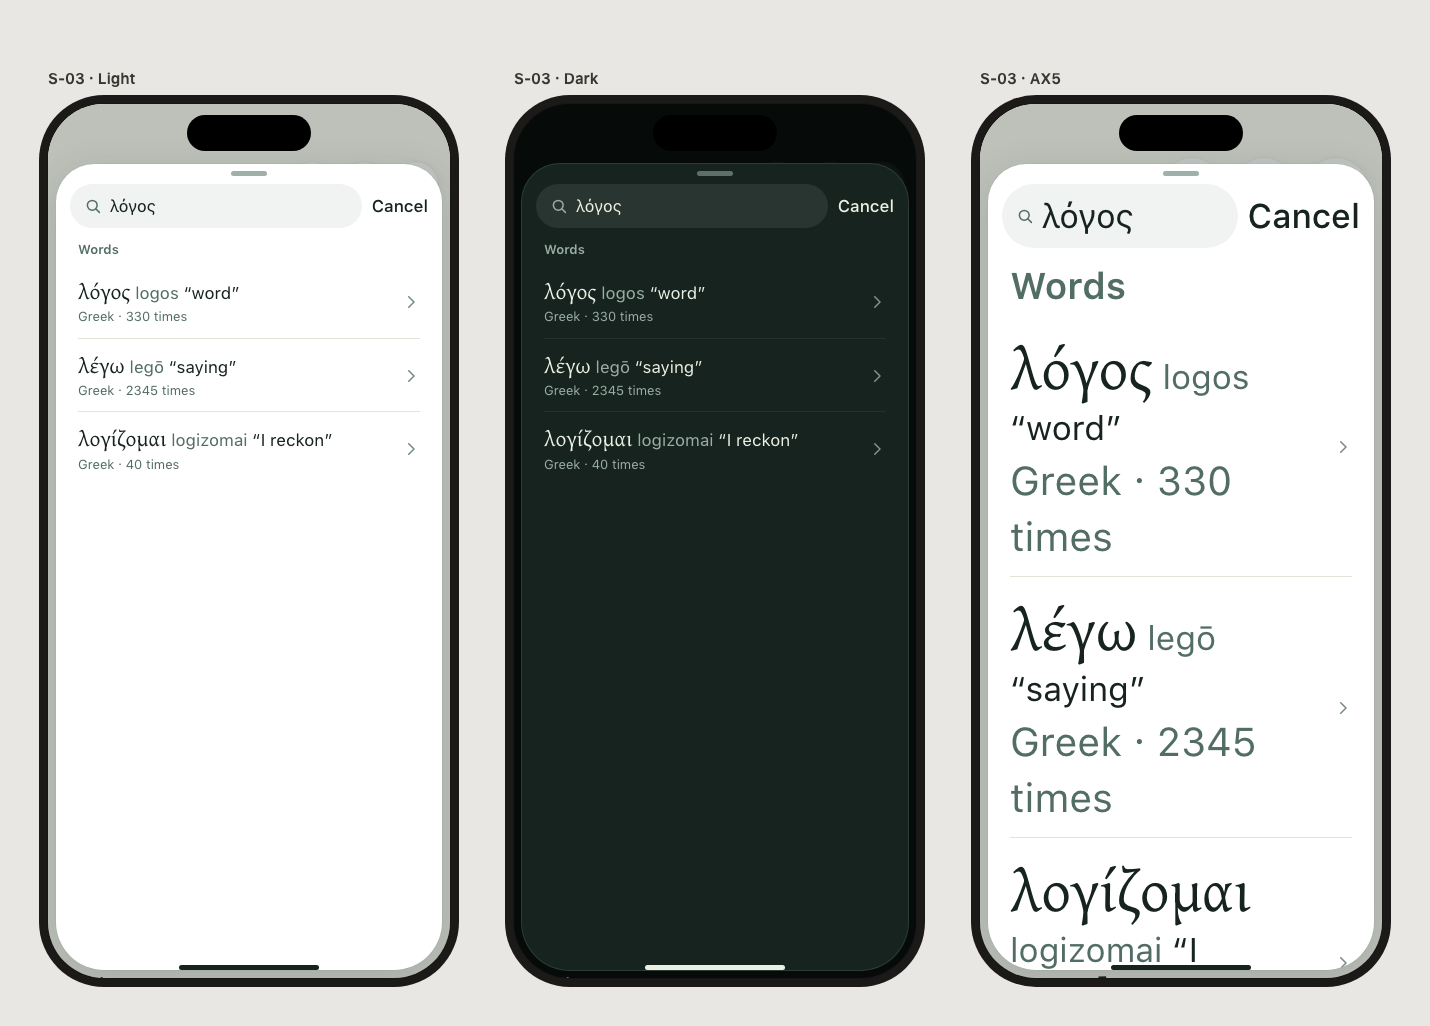 S-03 · Light
λόγος
Cancel
Words
λόγος logos “word”
Greek · 330 times
λέγω legō “saying”
Greek · 2345 times
λογίζομαι logizomai “I reckon”
Greek · 40 times
S-03 · Dark
λόγος
Cancel
Words
λόγος logos “word”
Greek · 330 times
λέγω legō “saying”
Greek · 2345 times
λογίζομαι logizomai “I reckon”
Greek · 40 times
S-03 · AX5
λόγος
Cancel
Words
λόγος logos
“word”
Greek · 330
times
λέγω legō
“saying”
Greek · 2345
times
λογίζομαι
logizomai “I